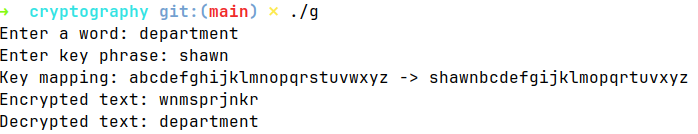 → cryptography git:(main) × ./g
Enter a word: department
Enter key phrase: shawn
Key mapping: abcdefghijklmnopqrstuvwxyz -> shawnbcdefgijklmopqrtuvxyz
Encrypted text: wnmsprjnkr
Decrypted text: department